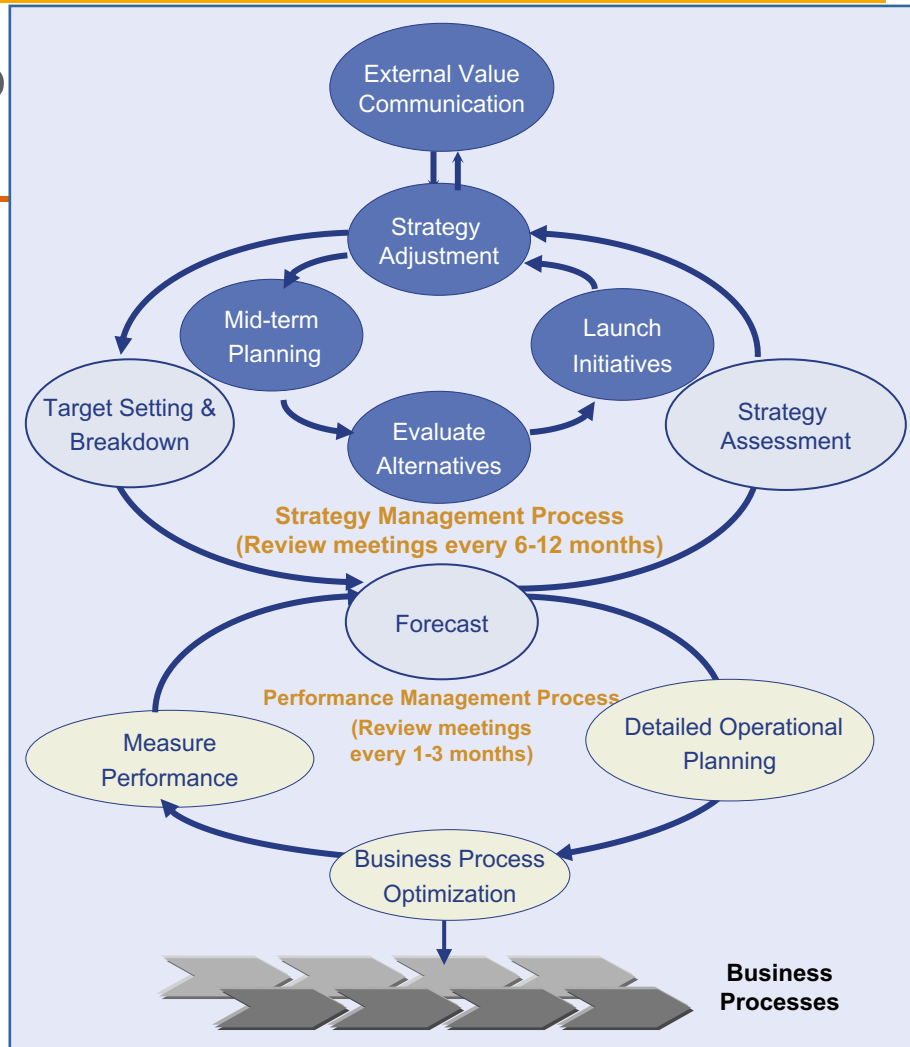 External Value
Communication
Strategy
Adjustment
Mid-term
Planning
Launch
Initiatives
Target Setting &
Breakdown
Evaluate
Alternatives
Strategy
Assessment
Strategy Management Process
(Review meetings every 6-12 months)
Forecast
Performance Management Process
(Review meetings
every 1-3 months)
Measure
Performance
Detailed Operational
Planning
Business Process
Optimization
Business
Processes